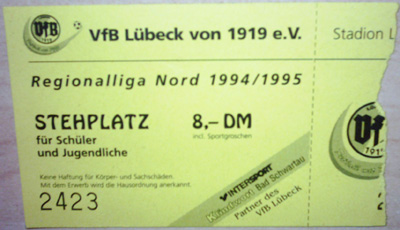 VfB Lübeck von 1919 e.V.
Stadion L
Regionalliga Nord 1994/1995
STEHPLATZ
8,– DM
für Schüler
incl. Sportgroschen
und Jugendliche
Keine Haftung für Körper- und Sachschäden.
Mit dem Erwerb wird die Hausordnung anerkannt.
2423
INTERSPORT
Bad Schwartau
Partner des
VfB Lübeck
VfB
1919